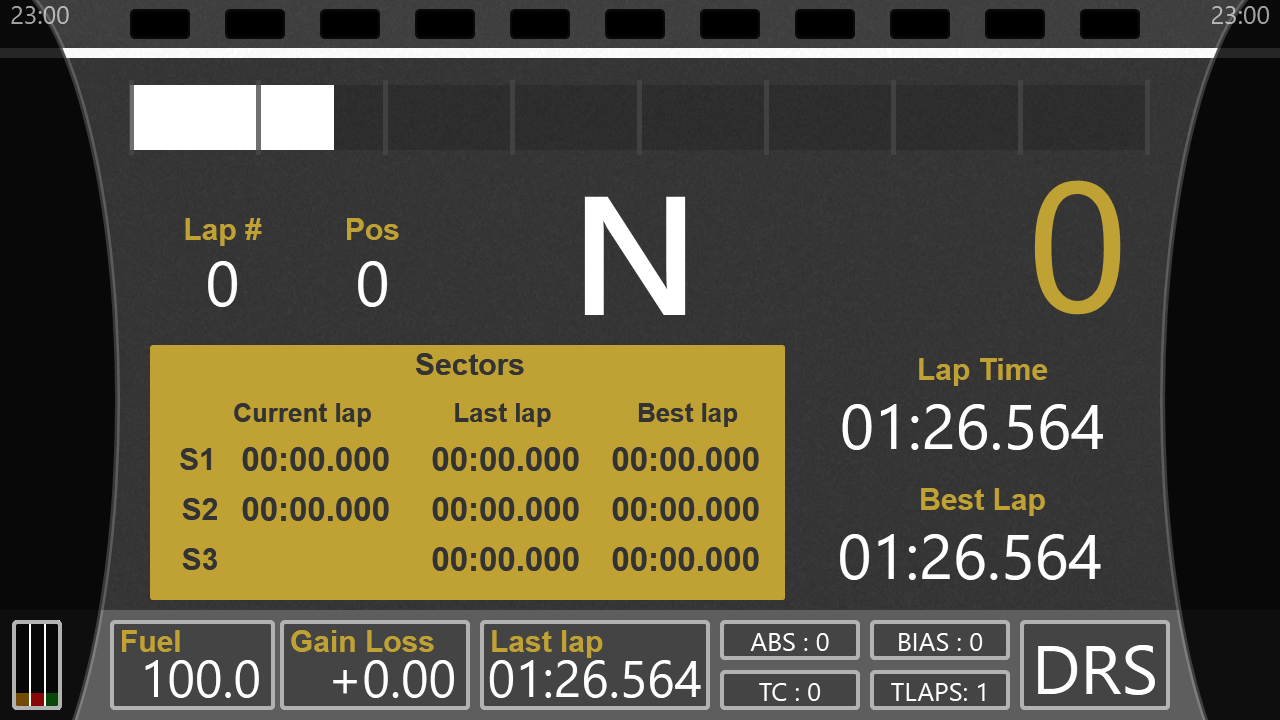 23:00 23:00
Lap # Pos N 0
0 0
Sectors
Current lap Last lap Best lap
S1 00:00.000 00:00.000 00:00.000
S2 00:00.000 00:00.000 00:00.000
S3 00:00.000 00:00.000
Lap Time
01:26.564
Best Lap
01:26.564
Fuel
100.0
Gain Loss
+0.00
Last lap
01:26.564
ABS : 0
TC : 0
BIAS : 0
TLAPS: 1
DRS